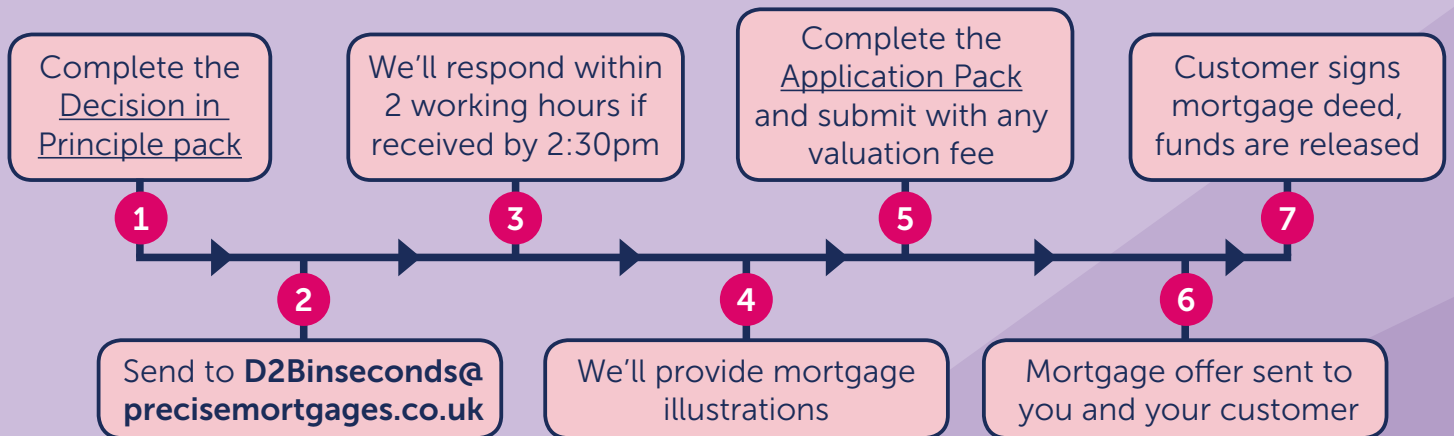 1
Complete the
Decision in
Principle pack
2
Send to D2Binseconds@
precisemortgages.co.uk
3
We’ll respond within
2 working hours if
received by 2:30pm
4
We’ll provide mortgage
illustrations
5
Complete the
Application Pack
and submit with any
valuation fee
6
Mortgage offer sent to
you and your customer
7
Customer signs
mortgage deed,
funds are released